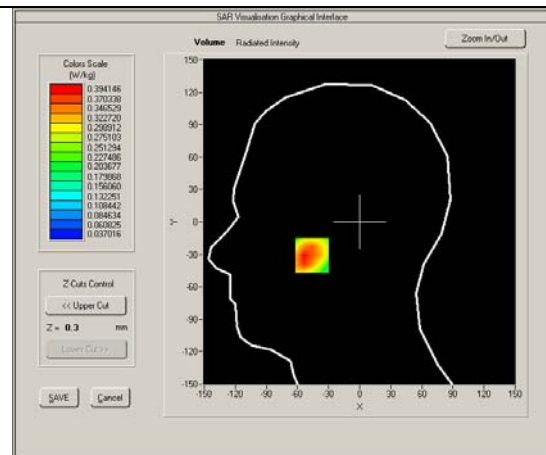 SAR Visualisation Graphical Interface
Volume Radiated Intensity
Zoom In/Out
Colors Scale
(W/kg)
0.394146
0.370338
0.346529
0.322720
0.298912
0.275103
0.251294
0.227486
0.203677
0.179868
0.156060
0.132251
0.108442
0.084634
0.060825
0.037016
Z Cuts Control
<< Upper Cut
Z = 0.3 mm
Lower Cut >>
SAVE Cancel
150-
120-
90-
60-
30-
0-
-30-
-60-
-90-
-120-
-150-
Y
-150 -120 -90 -60 -30 0 30 60 90 120 150
X